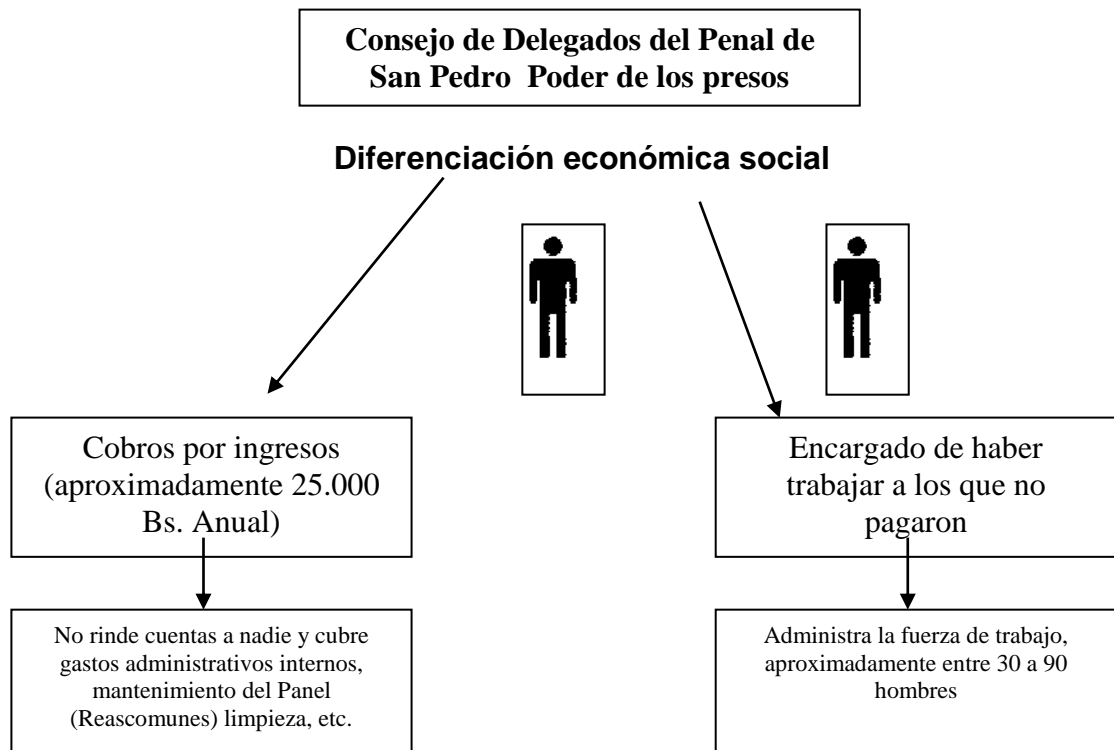 Consejo de Delegados del Penal de
San Pedro Poder de los presos
Diferenciación económica social
Cobros por ingresos
(aproximadamente 25.000
Bs. Anual)
Encargado de haber
trabajar a los que no
pagaron
No rinde cuentas a nadie y cubre
gastos administrativos internos,
mantenimiento del Panel
(Reascomunes) limpieza, etc.
Administra la fuerza de trabajo,
aproximadamente entre 30 a 90
hombres